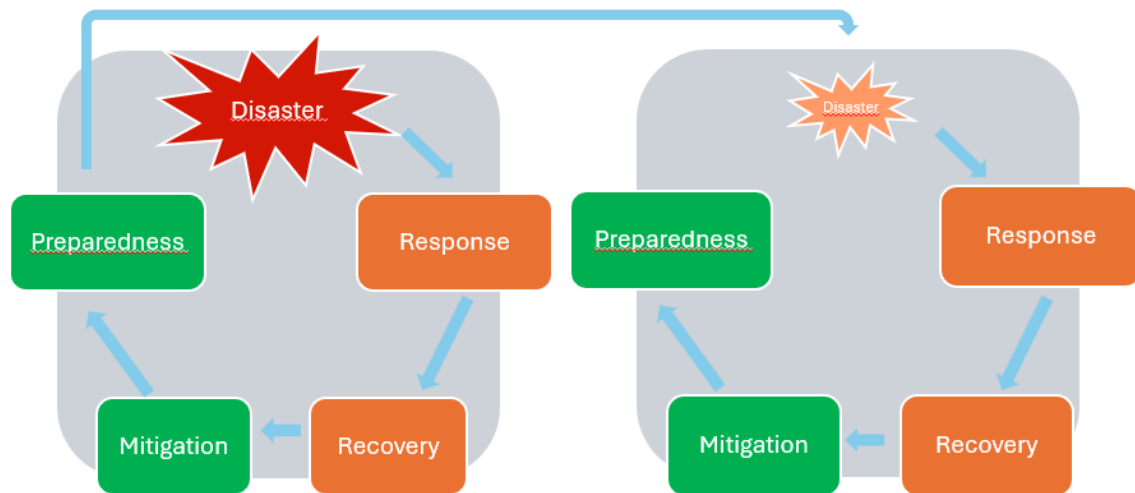 Disaster
Disaster
Preparedness
Response
Preparedness
Response
Mitigation
Recovery
Mitigation
Recovery